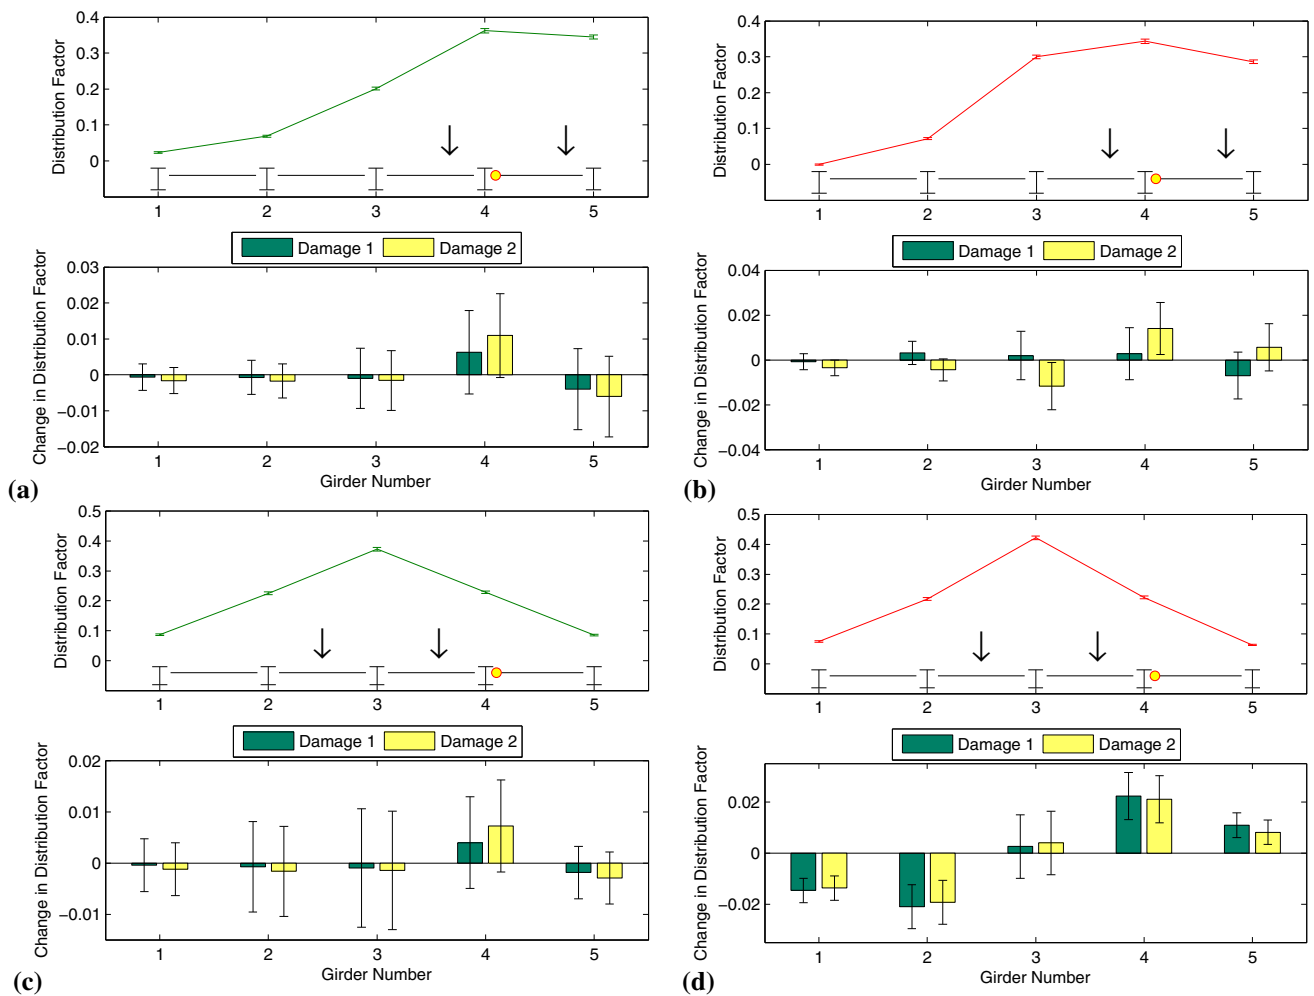 0.4
0.3
0.2
0.1
0
Distribution Factor
1 2 3 4 5
Damage 1 Damage 2
0.03
0.02
0.01
0
−0.01
−0.02
Change in Distribution Factor
1 2 3 4 5
Girder Number
(a)
0.4
0.3
0.2
0.1
0
Distribution Factor
1 2 3 4 5
Damage 1 Damage 2
0.04
0.02
0
−0.02
−0.04
Change in Distribution Factor
1 2 3 4 5
Girder Number
(b)
0.5
0.4
0.3
0.2
0.1
0
Distribution Factor
1 2 3 4 5
Damage 1 Damage 2
0.02
0.01
0
−0.01
Change in Distribution Factor
1 2 3 4 5
Girder Number
(c)
0.5
0.4
0.3
0.2
0.1
0
Distribution Factor
1 2 3 4 5
Damage 1 Damage 2
0.02
0
−0.02
Change in Distribution Factor
1 2 3 4 5
Girder Number
(d)